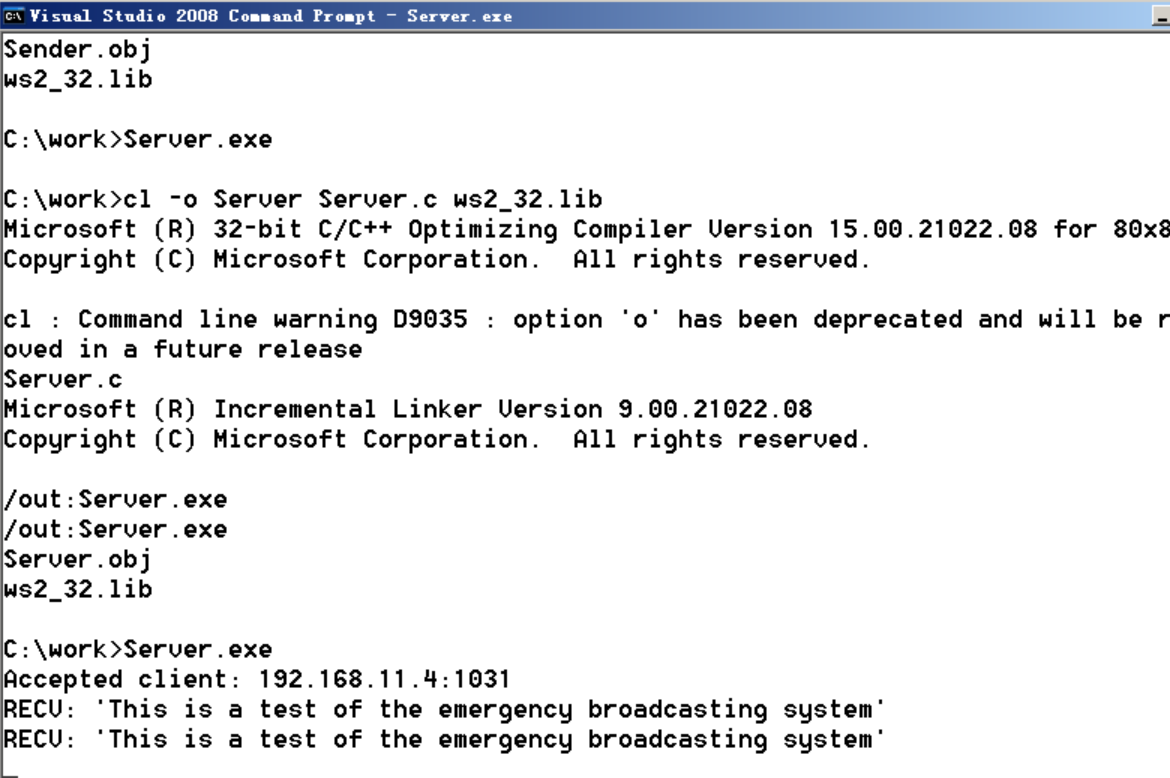 Visual Studio 2008 Command Prompt - Server.exe
Sender.obj
ws2_32.lib
C:\work>Server.exe
C:\work>cl -o Server Server.c ws2_32.lib
Microsoft (R) 32-bit C/C++ Optimizing Compiler Version 15.00.21022.08 for 80x8
Copyright (C) Microsoft Corporation.  All rights reserved.
cl : Command line warning D9035 : option 'o' has been deprecated and will be r
oved in a future release
Server.c
Microsoft (R) Incremental Linker Version 9.00.21022.08
Copyright (C) Microsoft Corporation.  All rights reserved.
/out:Server.exe
/out:Server.exe
Server.obj
ws2_32.lib
C:\work>Server.exe
Accepted client: 192.168.11.4:1031
RECV: 'This is a test of the emergency broadcasting system'
RECV: 'This is a test of the emergency broadcasting system'